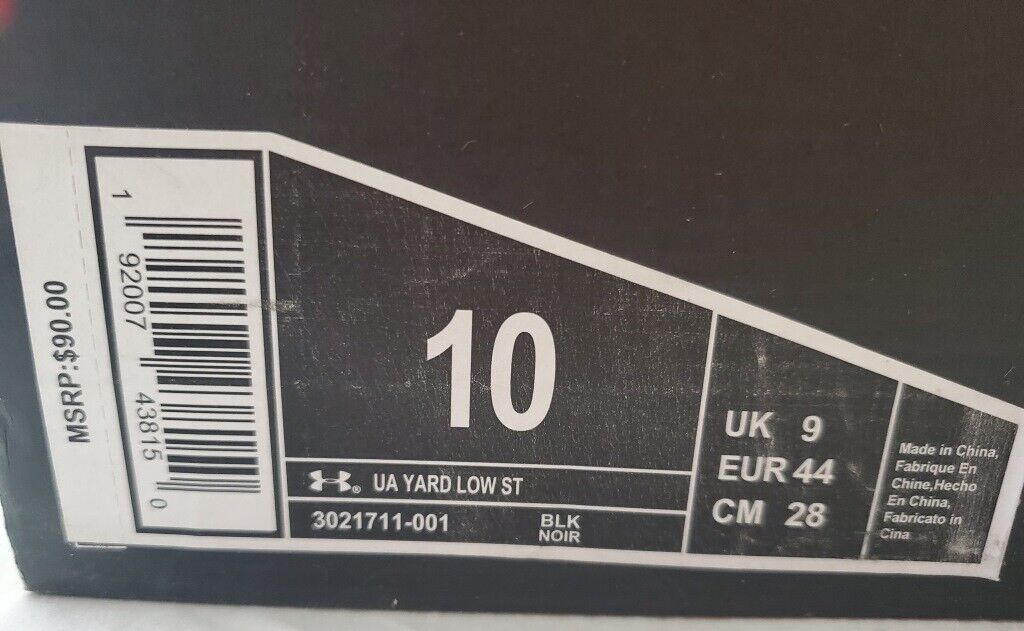 MSRP:$90.00
1 92007 43815 0
10
® UA YARD LOW ST
3021711-001 BLK
NOIR
UK 9
EUR 44
CM 28
Made in China,
Fabrique En
Chine,Hecho
En China,
Fabricato in
Cina